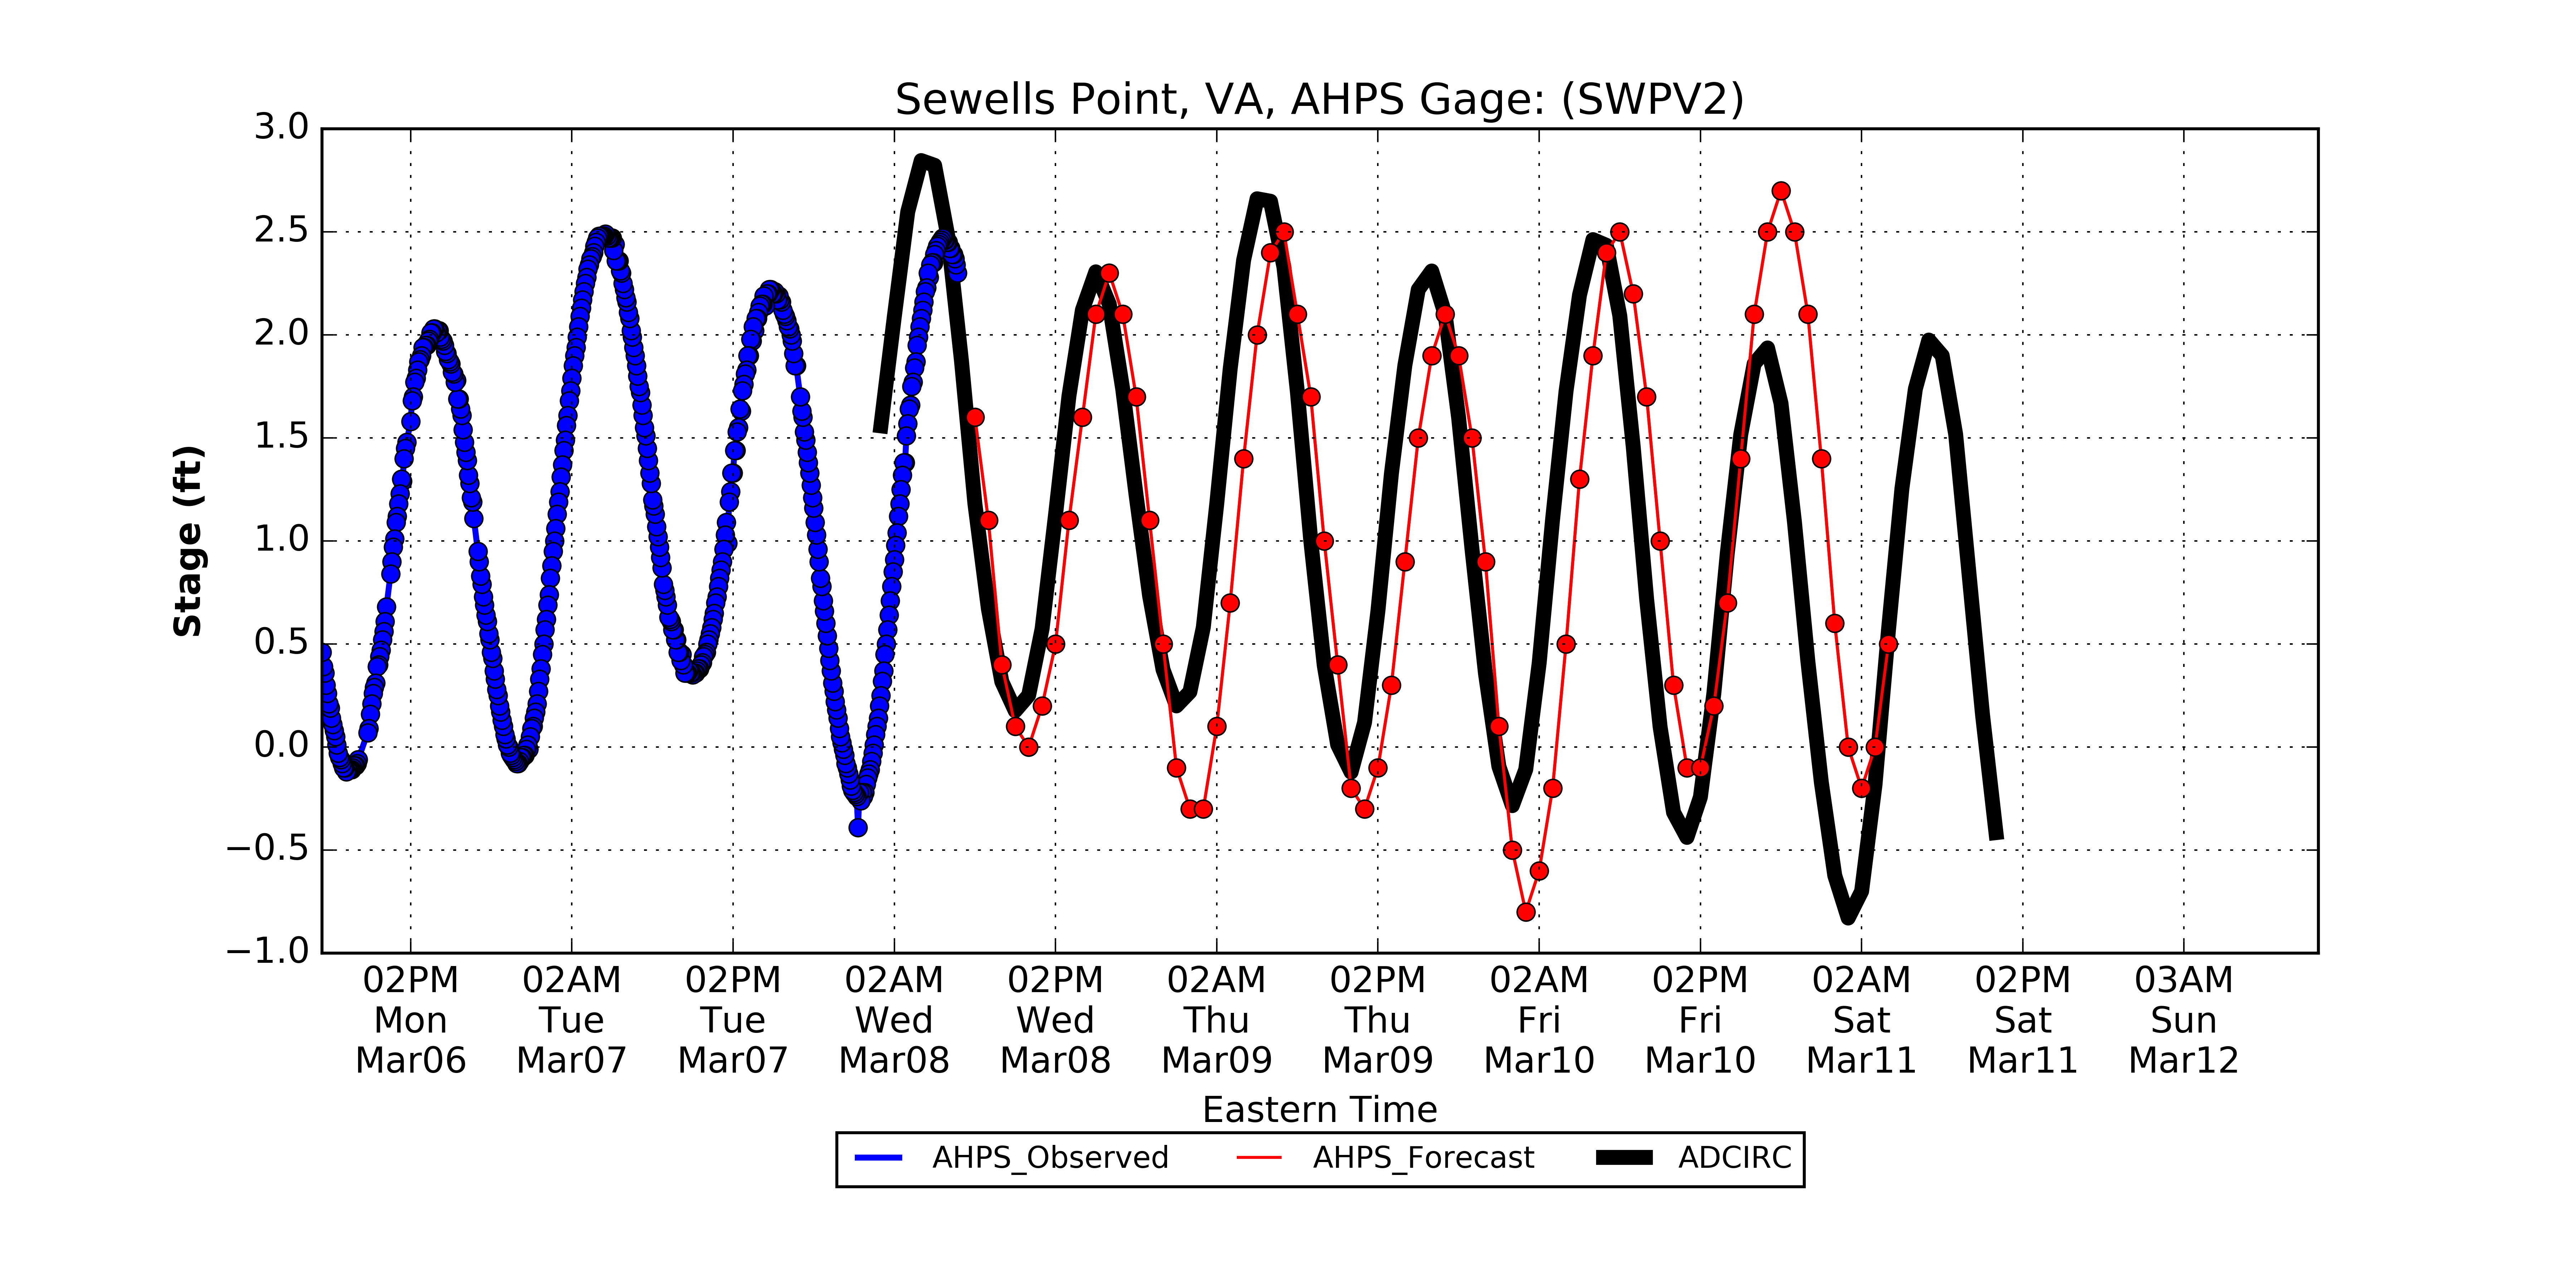 Sewells Point, VA, AHPS Gage: (SWPV2)
3.0
2.5
2.0
1.5
1.0
0.5
0.0
−0.5
−1.0
Stage (ft)
02PM 02AM 02PM 02AM 02PM 02AM 02PM 02AM 02PM 02AM 02PM 03AM
Mon Tue Tue Wed Wed Thu Thu Fri Fri Sat Sat Sun
Mar06 Mar07 Mar07 Mar08 Mar08 Mar09 Mar09 Mar10 Mar10 Mar11 Mar11 Mar12
Eastern Time
AHPS_Observed AHPS_Forecast ADCIRC